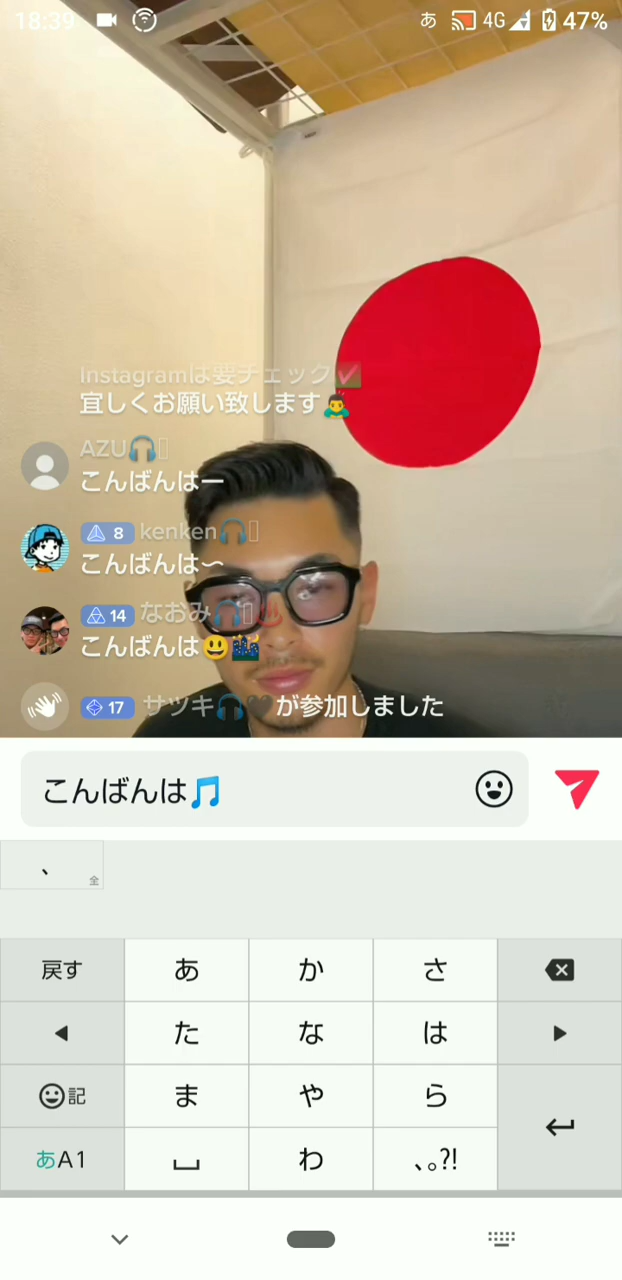 18:39 あ 4G 47%
Instagramは要チェック✅
宜しくお願い致します🙇‍♂️
AZU🎧
こんばんはー
8 kenken🎧
こんばんは〜
14 なおみ🎧♨️
こんばんは😃🌃
17 サツキ🎧🖤が参加しました
こんばんは🎵
、
全
戻す あ か さ
た な は
記 ま や ら
あA1 わ 、。?!